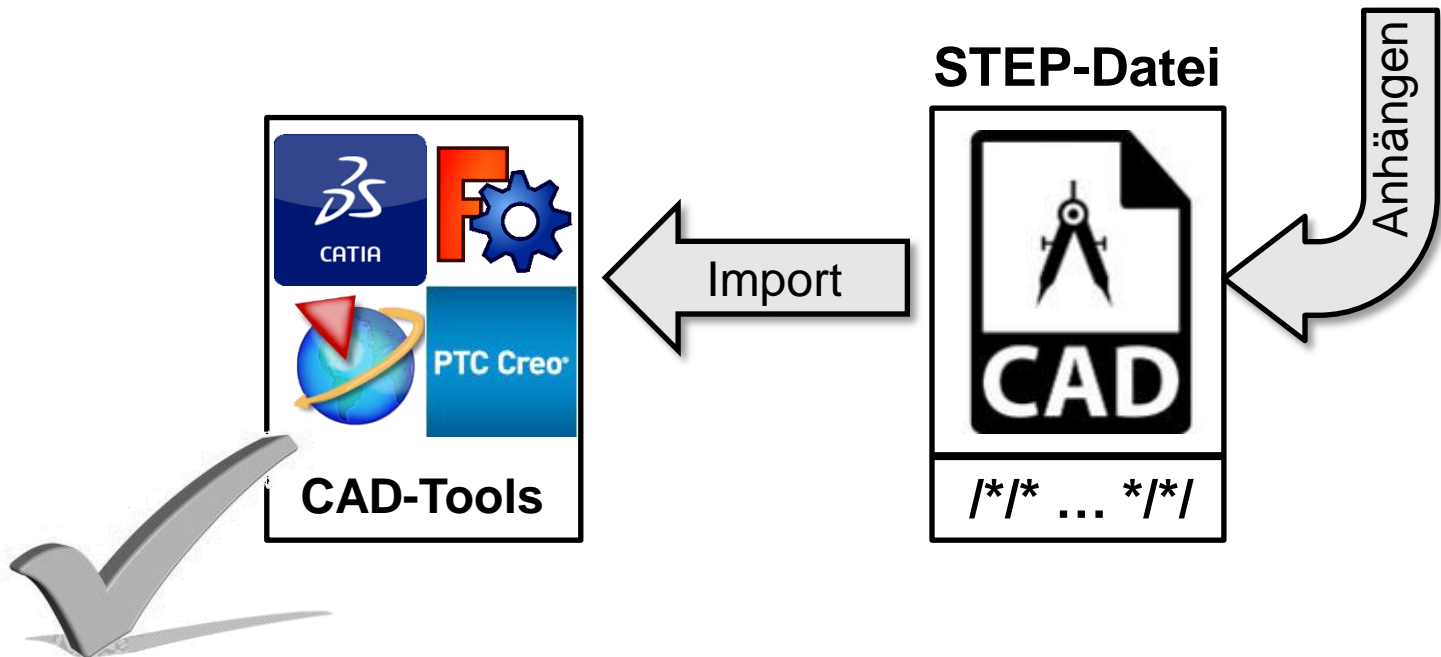 Anhängen
STEP-Datei
CATIA
PTC Creo®
Import
CAD
CAD-Tools
/*/* … */*/